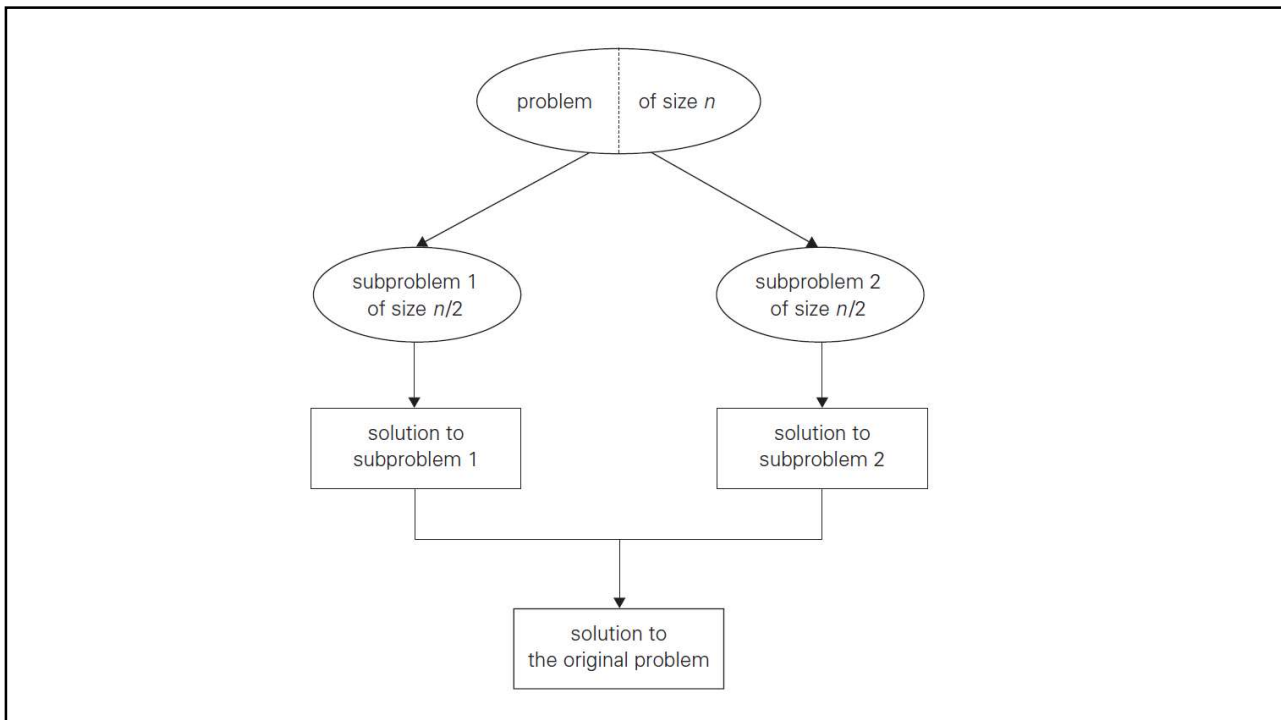 problem of size n
subproblem 1
of size n/2
subproblem 2
of size n/2
solution to
subproblem 1
solution to
subproblem 2
solution to
the original problem